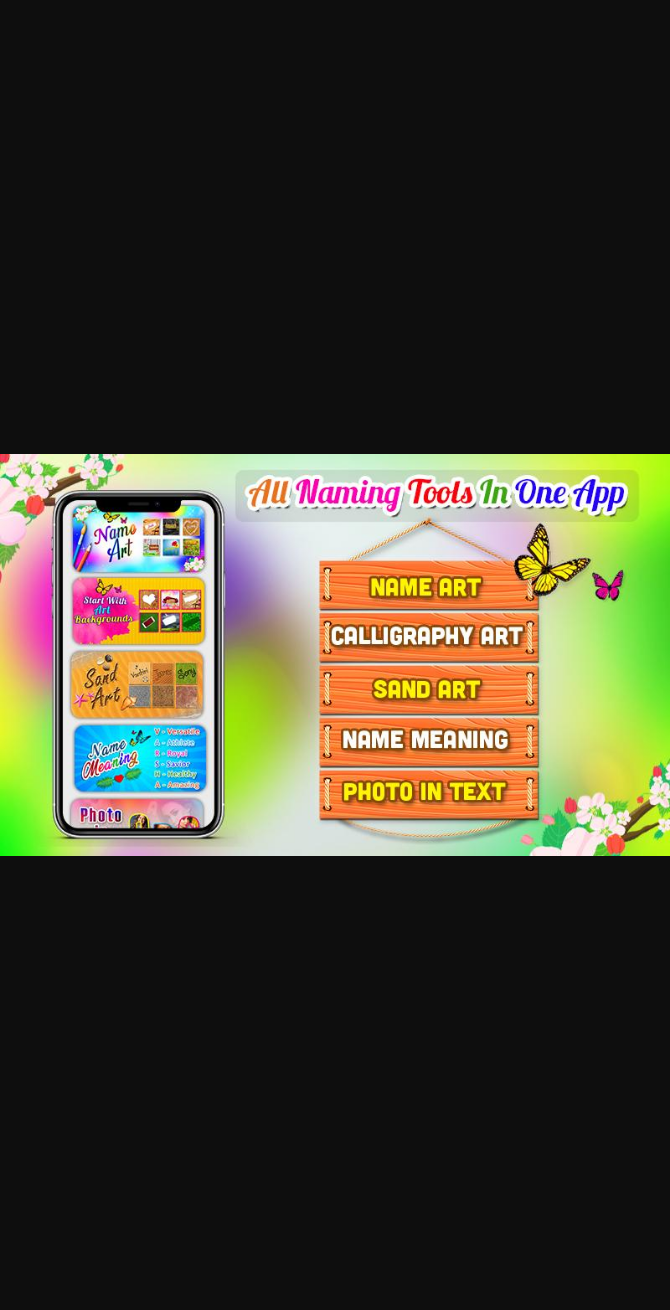 All Naming Tools In One App
Name
Art
Start With
Art
Backgrounds
Sand
Art
Name
Meaning
V - Versatile
A - Athlete
R - Royal
S - Savior
H - Healthy
A - Amazing
Photo
NAME ART
CALLIGRAPHY ART
SAND ART
NAME MEANING
PHOTO IN TEXT